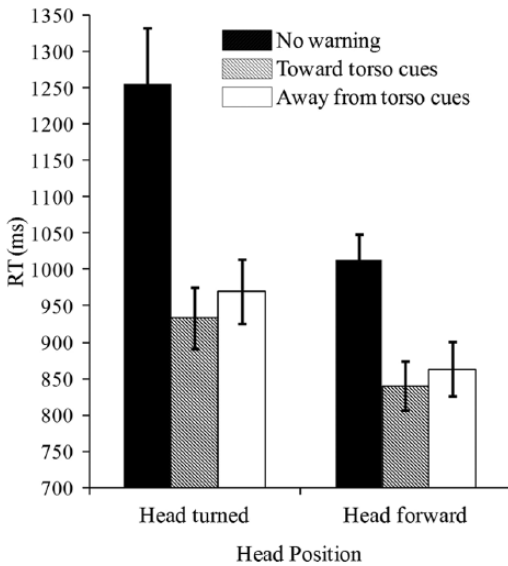 1350
1300
1250
1200
1150
1100
1050
1000
950
900
850
800
750
700
RT (ms)
No warning
Toward torso cues
Away from torso cues
Head turned
Head forward
Head Position